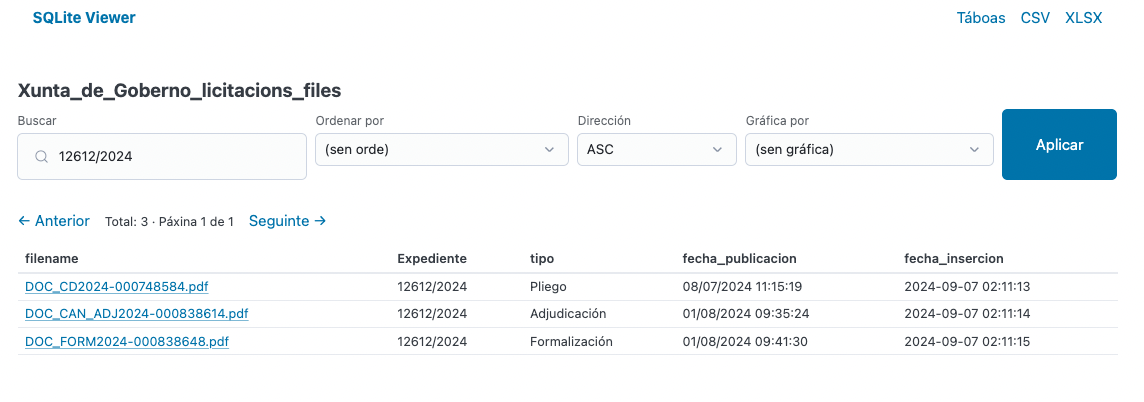 SQLite Viewer Táboas CSV XLSX
Xunta_de_Goberno_licitacions_files
Buscar Ordenar por Dirección Gráfica por
12612/2024 (sen orde) ASC (sen gráfica) Aplicar
← Anterior Total: 3 · Páxina 1 de 1 Seguinte →
filename Expediente tipo fecha_publicacion fecha_insercion
DOC_CD2024-000748584.pdf 12612/2024 Pliego 08/07/2024 11:15:19 2024-09-07 02:11:13
DOC_CAN_ADJ2024-000838614.pdf 12612/2024 Adjudicación 01/08/2024 09:35:24 2024-09-07 02:11:14
DOC_FORM2024-000838648.pdf 12612/2024 Formalización 01/08/2024 09:41:30 2024-09-07 02:11:15